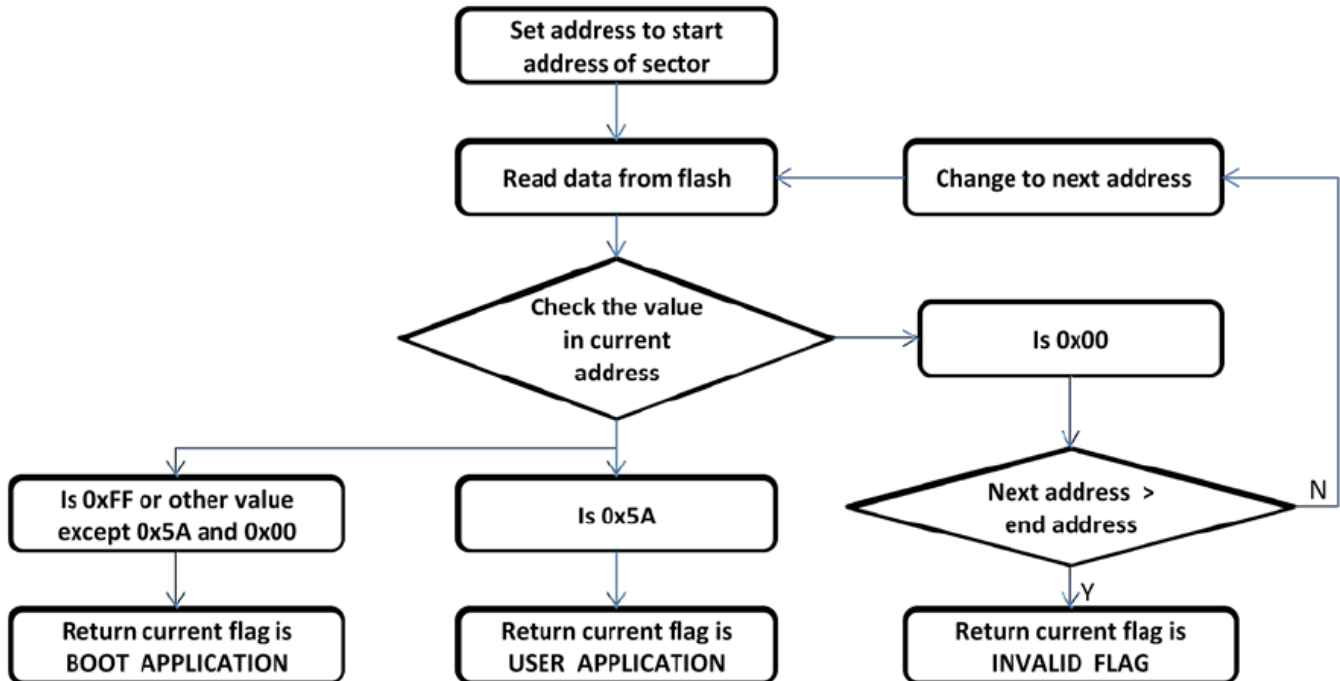 Set address to start
address of sector
Read data from flash
Change to next address
Check the value
in current
address
Is 0x00
Is 0xFF or other value
except 0x5A and 0x00
Is 0x5A
Next address >
end address
N
Y
Return current flag is
BOOT APPLICATION
Return current flag is
USER APPLICATION
Return current flag is
INVALID FLAG